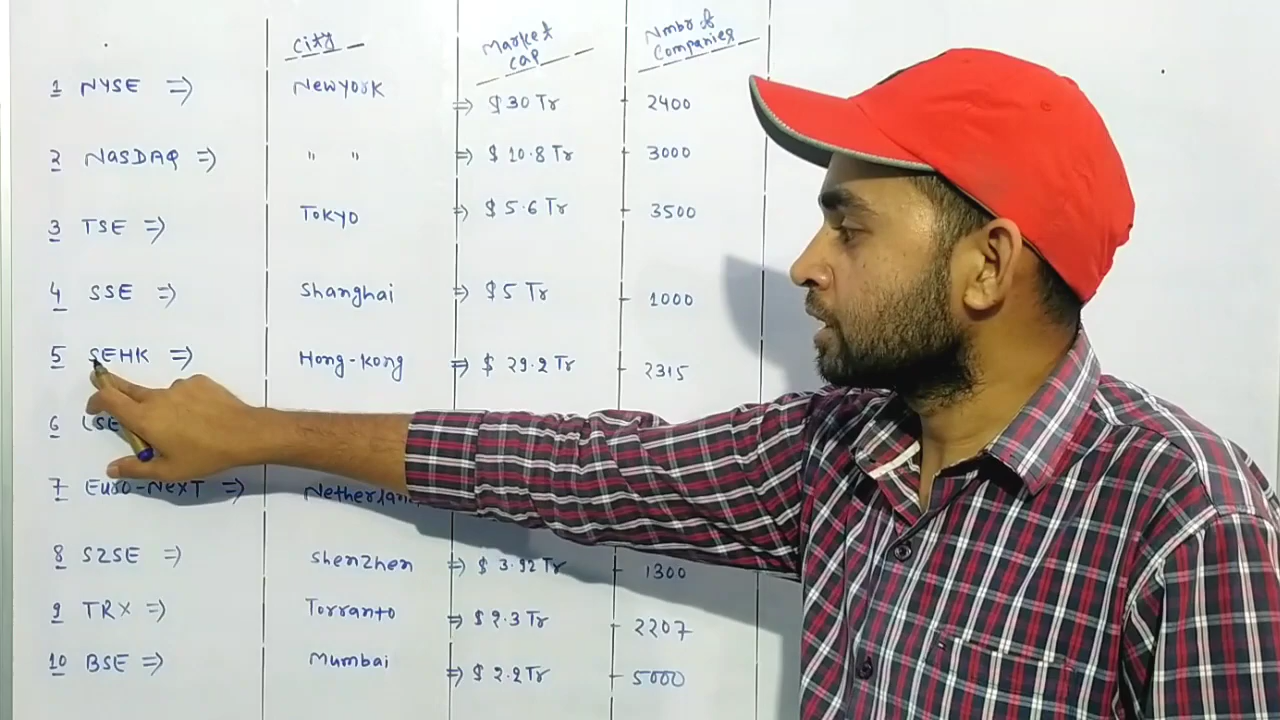 City Market cap Nmbr of Companies
1 NYSE => Newyork => $ 30 Tr - 2400
2 NASDAQ => " " => $ 10.8 Tr - 3000
3 TSE => Tokyo => $ 5.6 Tr - 3500
4 SSE => Shanghai => $ 5 Tr - 1000
5 SEHK => Hong-Kong => $ 29.2 Tr - 2315
6 LSE
7 Euro-NexT =>
8 SZSE => Shenzhen => $ 3.92 Tr - 1300
9 TRX => Torranto => $ 2.3 Tr - 2207
10 BSE => Mumbai => $ 2.2 Tr - 5000